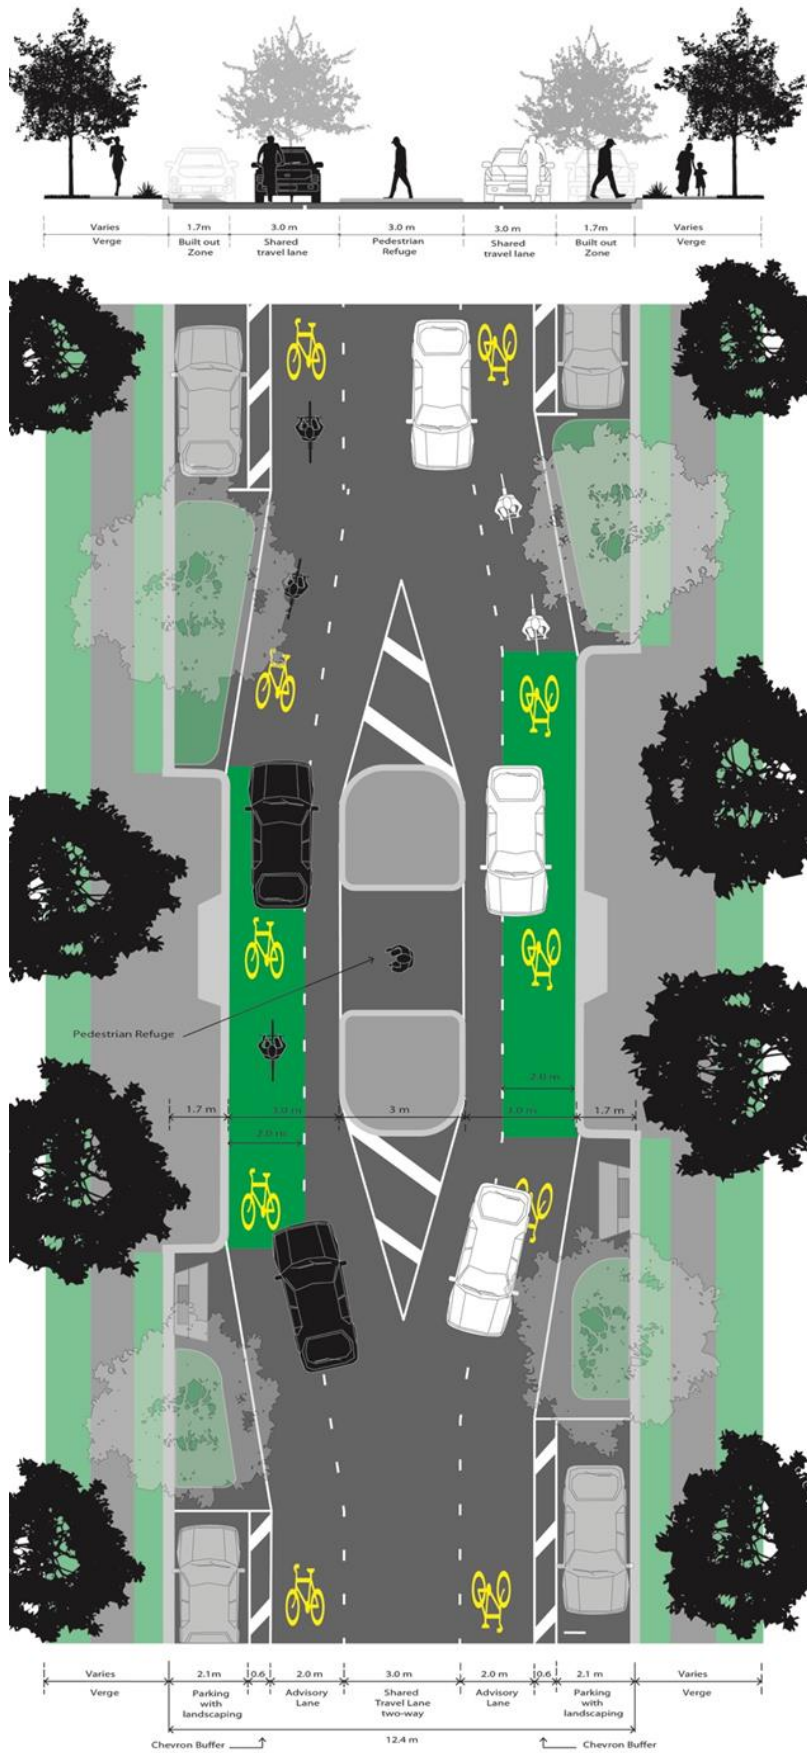 Varies 1.7m 3.0 m 3.0 m 3.0 m 1.7m Varies
Verge Built out Shared Pedestrian Shared Built out Verge
Zone travel lane Refuge travel lane Zone
Pedestrian Refuge
2.0 m
1.7 m 3.0 m 3 m 3.0 m 1.7 m
2.0 m
Varies 2.1m 0.6 2.0 m 3.0 m 2.0 m 0.6 2.1 m Varies
Verge Parking Advisory Shared Advisory Parking Verge
with Lane Travel Lane Lane with
landscaping two-way landscaping
12.4 m
Chevron Buffer Chevron Buffer